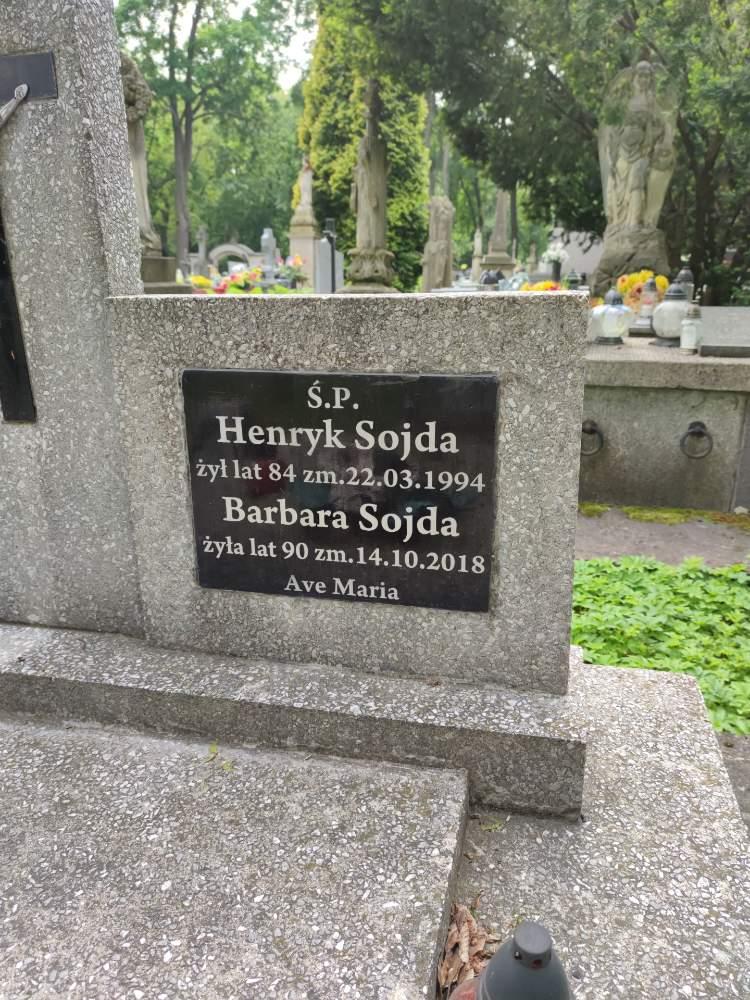 Ś.P.
Henryk Sojda
żył lat 84 zm.22.03.1994
Barbara Sojda
żyła lat 90 zm.14.10.2018
Ave Maria